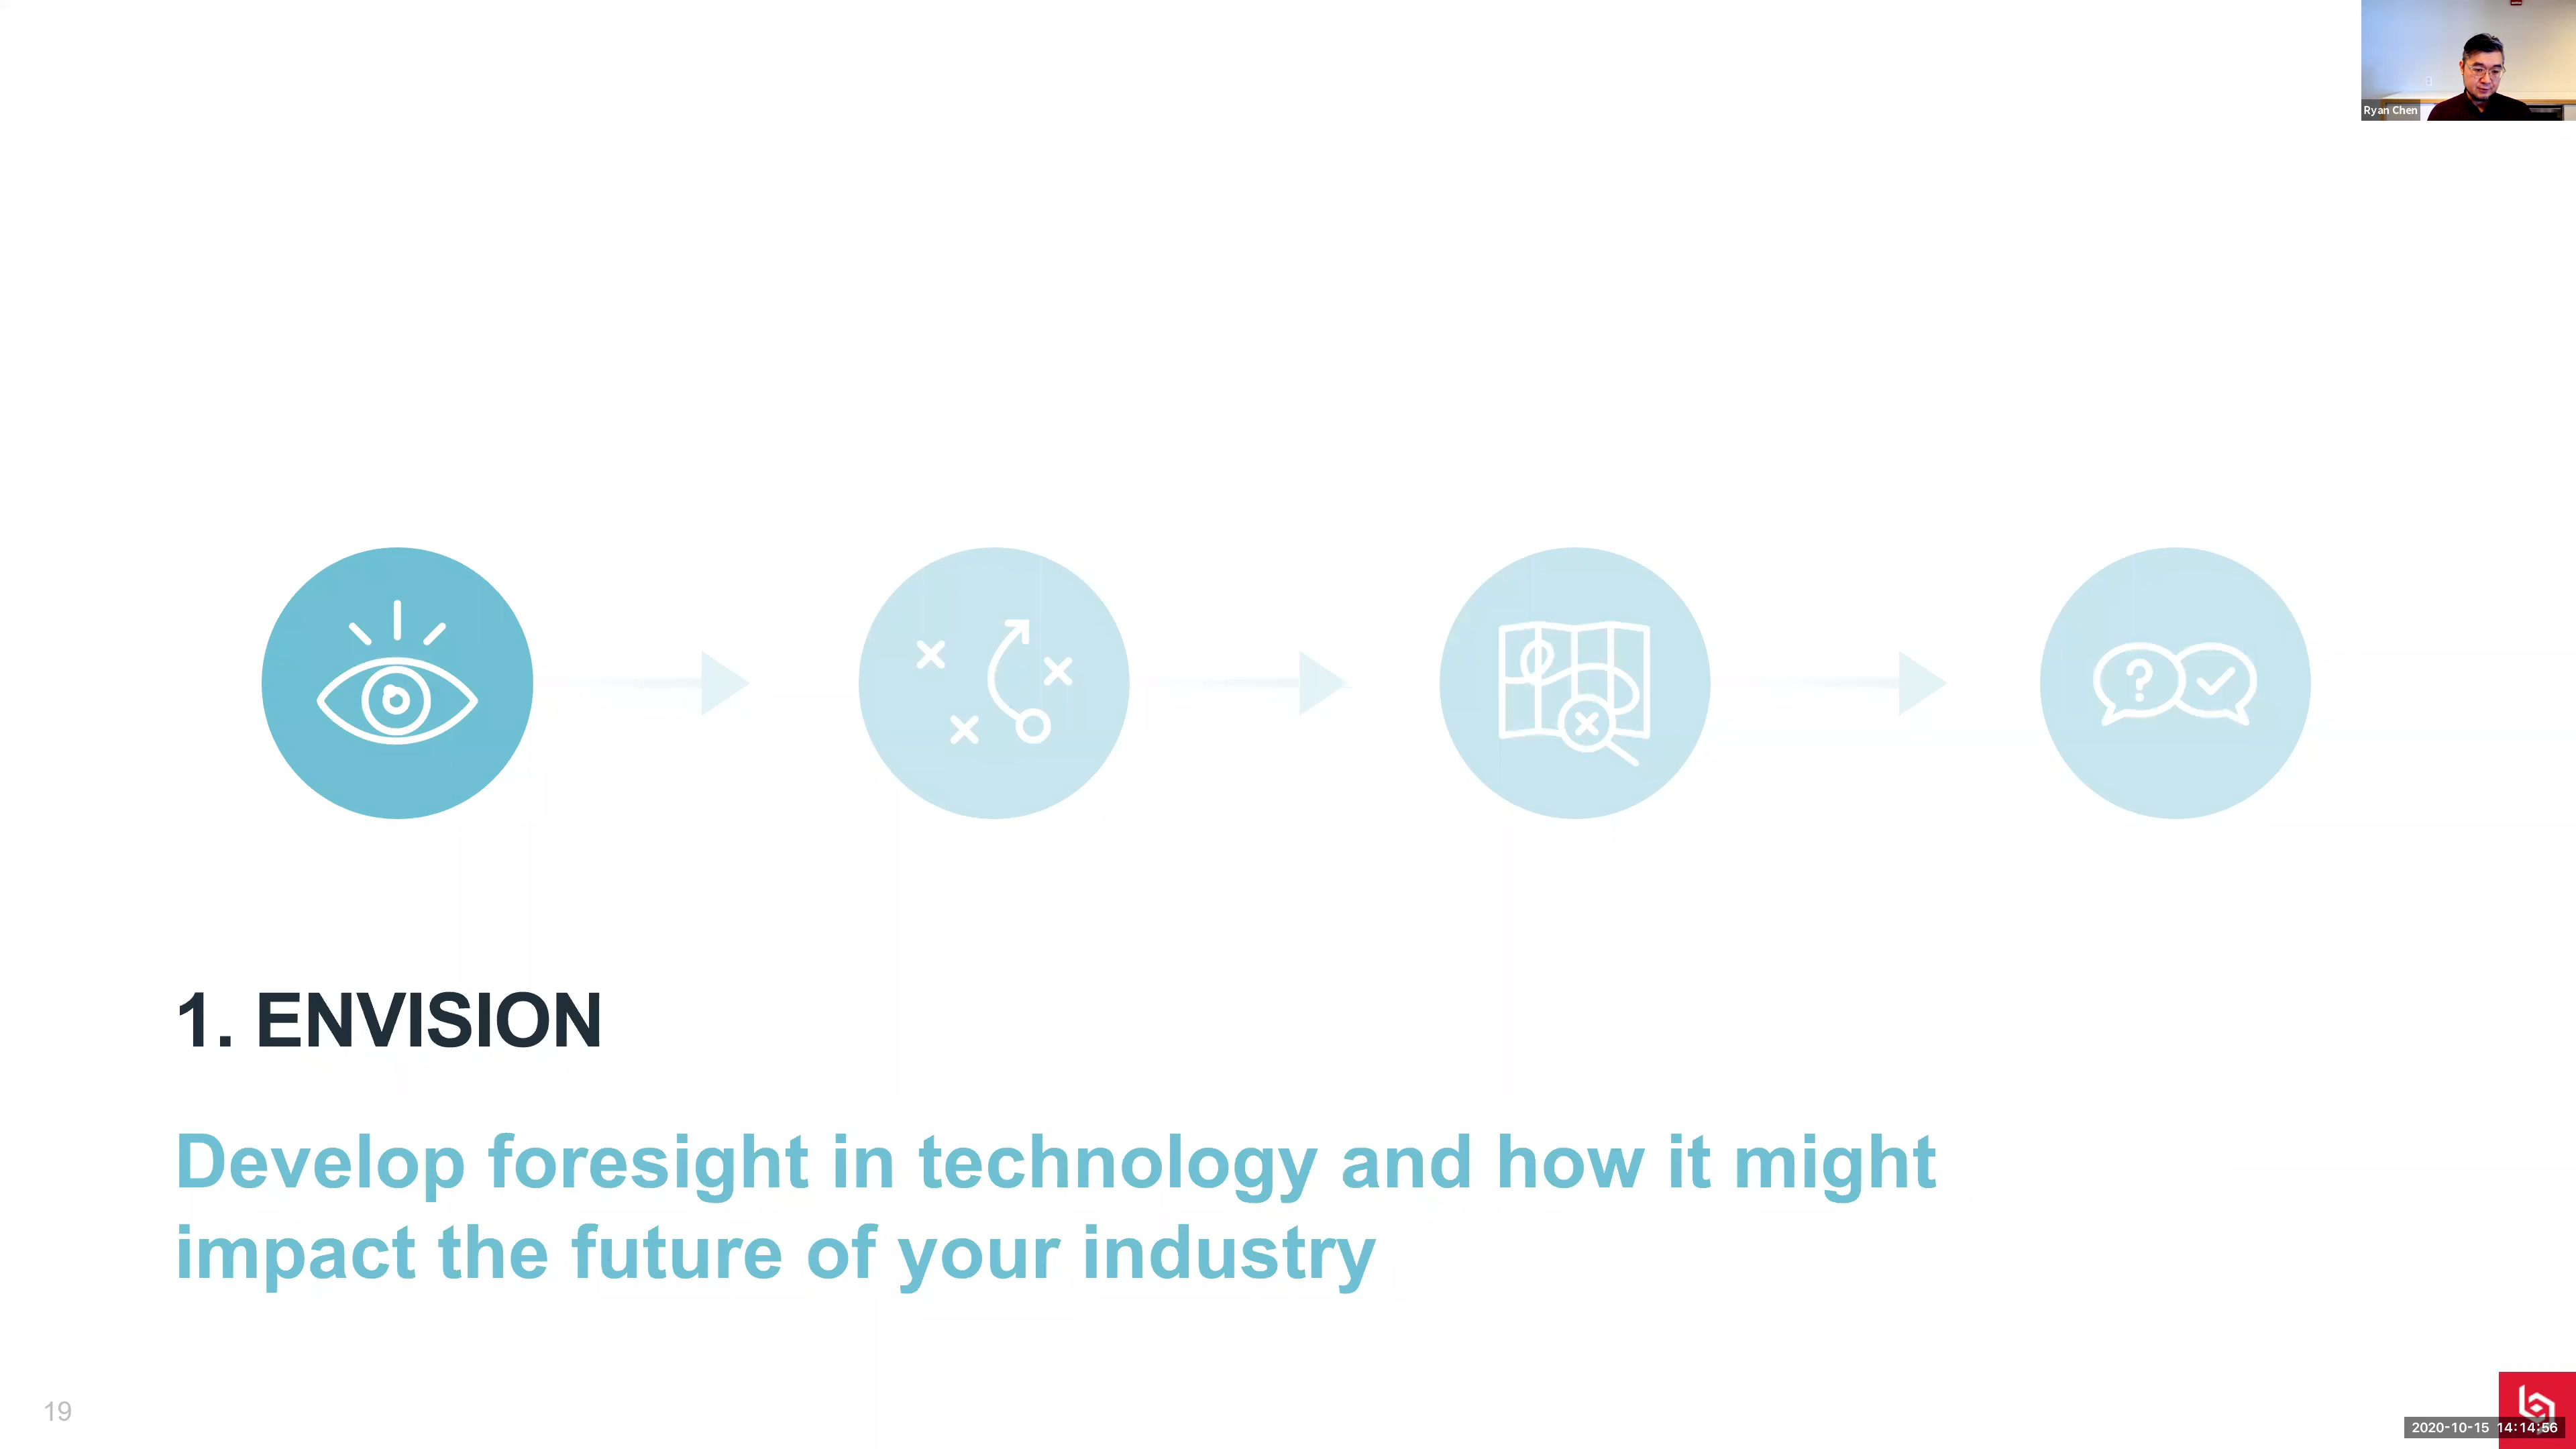 Ryan Chen
1. ENVISION
Develop foresight in technology and how it might
impact the future of your industry
19
2020-10-15 14:14:56